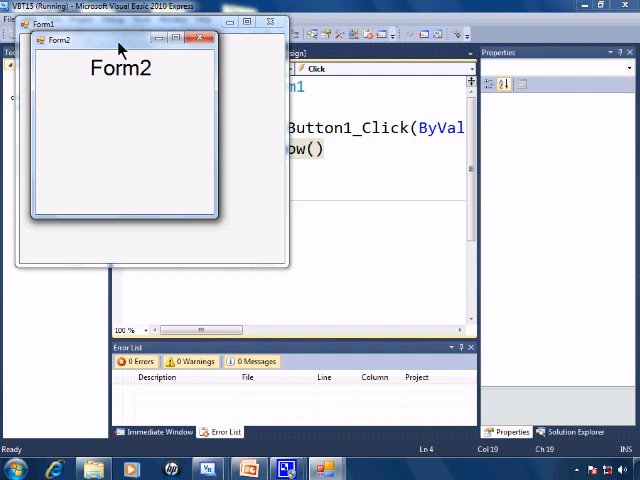 VBT15 (Running) - Microsoft Visual Basic 2010 Express
Form1
Form2
Form2
Click
Properties
Button1_Click(ByVal
ow()
100 %
Error List
0 Errors
0 Warnings
0 Messages
Description
File
Line
Column
Project
Immediate Window
Error List
Properties
Solution Explorer
Ready
Ln 4
Col 19
Ch 19
INS